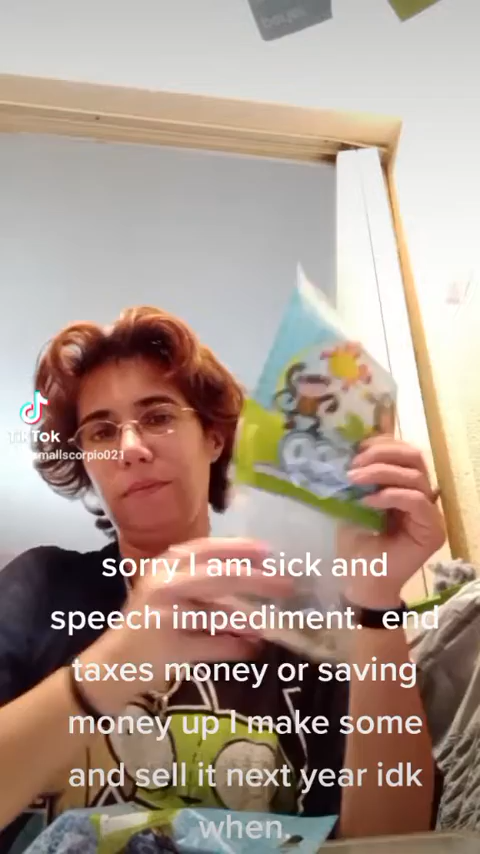 TikTok
smallscorpio021
sorry I am sick and
speech impediment.  end
taxes money or saving
money up I make some
and sell it next year idk
when.